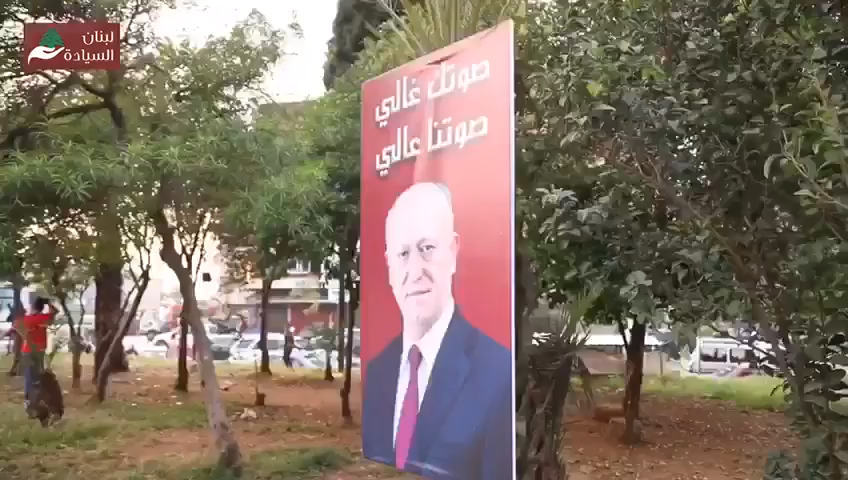 لبنان
السيادة
صوتك غالي
صوتنا عالي